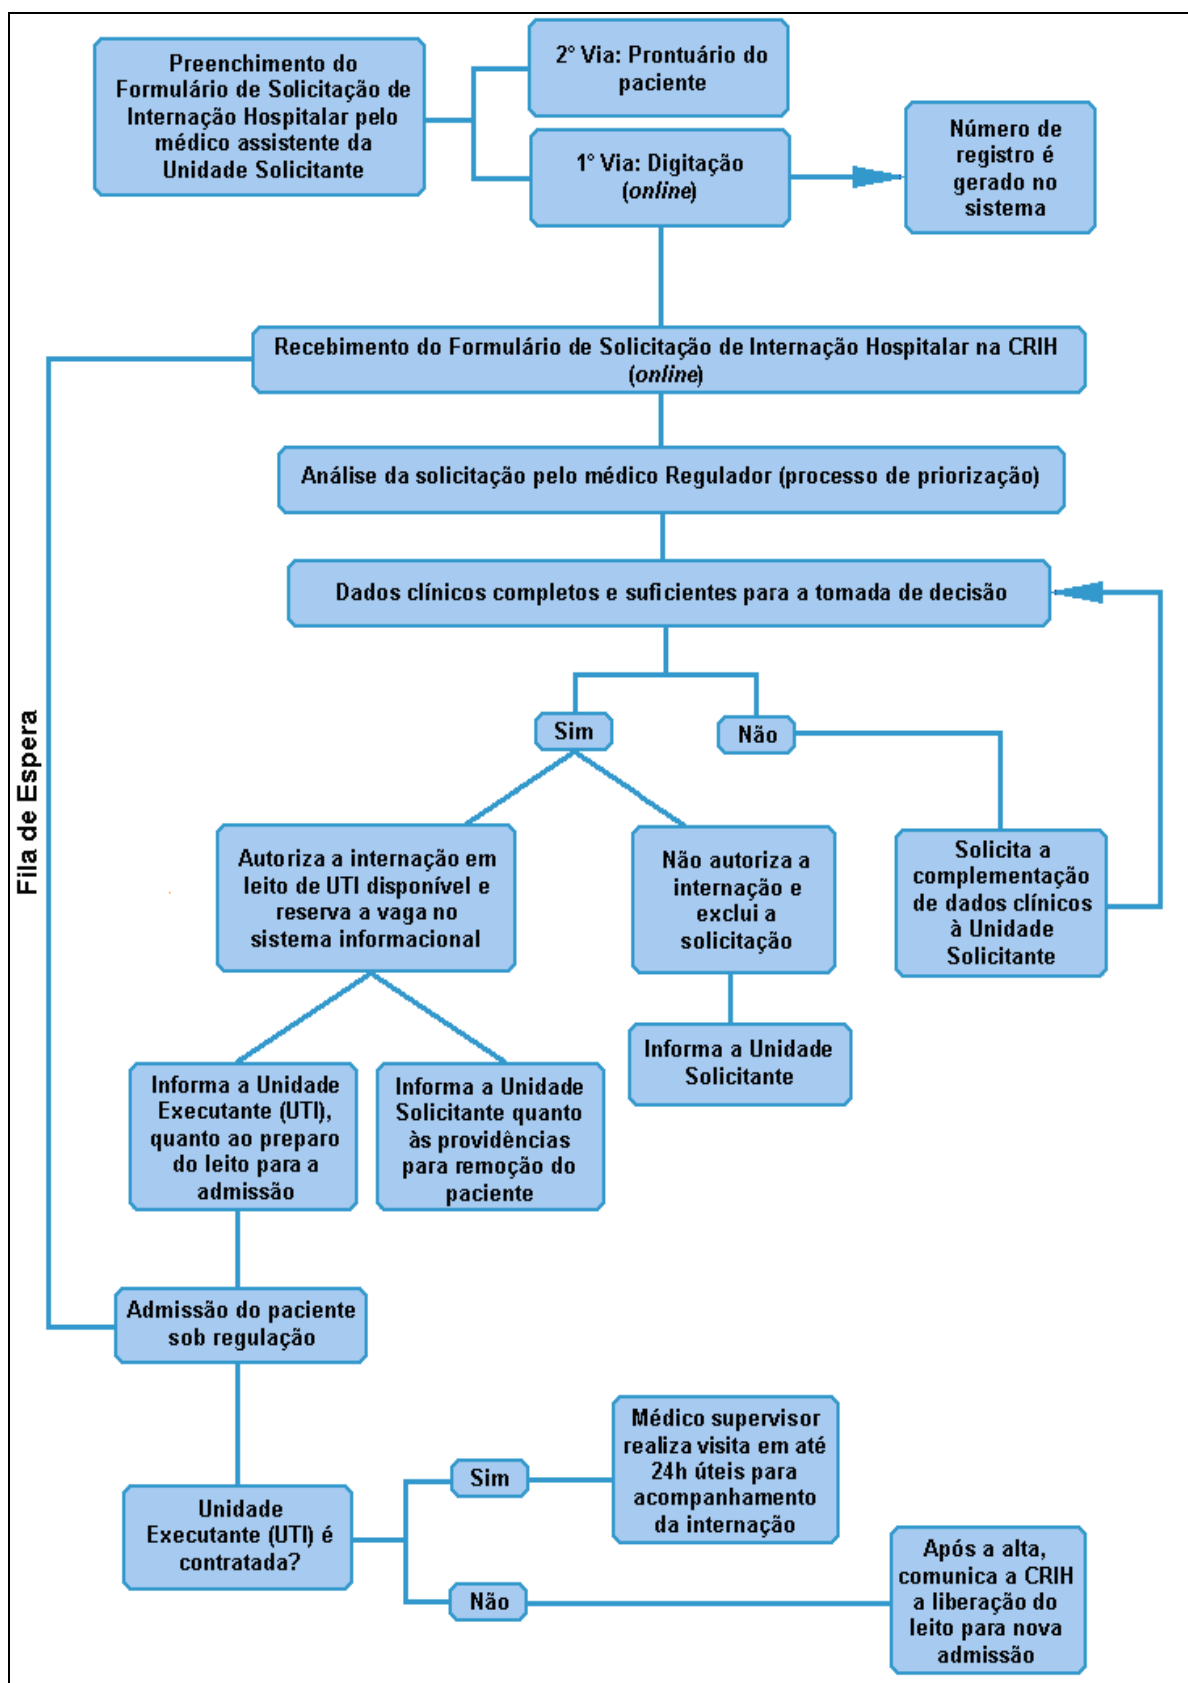 Preenchimento do
Formulário de Solicitação de
Internação Hospitalar pelo
médico assistente da
Unidade Solicitante
2° Via: Prontuário do
paciente
1° Via: Digitação
(online)
Número de
registro é
gerado no
sistema
Recebimento do Formulário de Solicitação de Internação Hospitalar na CRIH
(online)
Análise da solicitação pelo médico Regulador (processo de priorização)
Dados clínicos completos e suficientes para a tomada de decisão
Sim
Não
Fila de Espera
Autoriza a internação em
leito de UTI disponível e
reserva a vaga no
sistema informacional
Não autoriza a
internação e
exclui a
solicitação
Solicita a
complementação
de dados clínicos
à Unidade
Solicitante
Informa a Unidade
Solicitante
Informa a Unidade
Executante (UTI),
quanto ao preparo
do leito para a
admissão
Informa a Unidade
Solicitante quanto
às providências
para remoção do
paciente
Admissão do paciente
sob regulação
Unidade
Executante (UTI) é
contratada?
Sim
Médico supervisor
realiza visita em até
24h úteis para
acompanhamento
da internação
Não
Após a alta,
comunica a CRIH
a liberação do
leito para nova
admissão